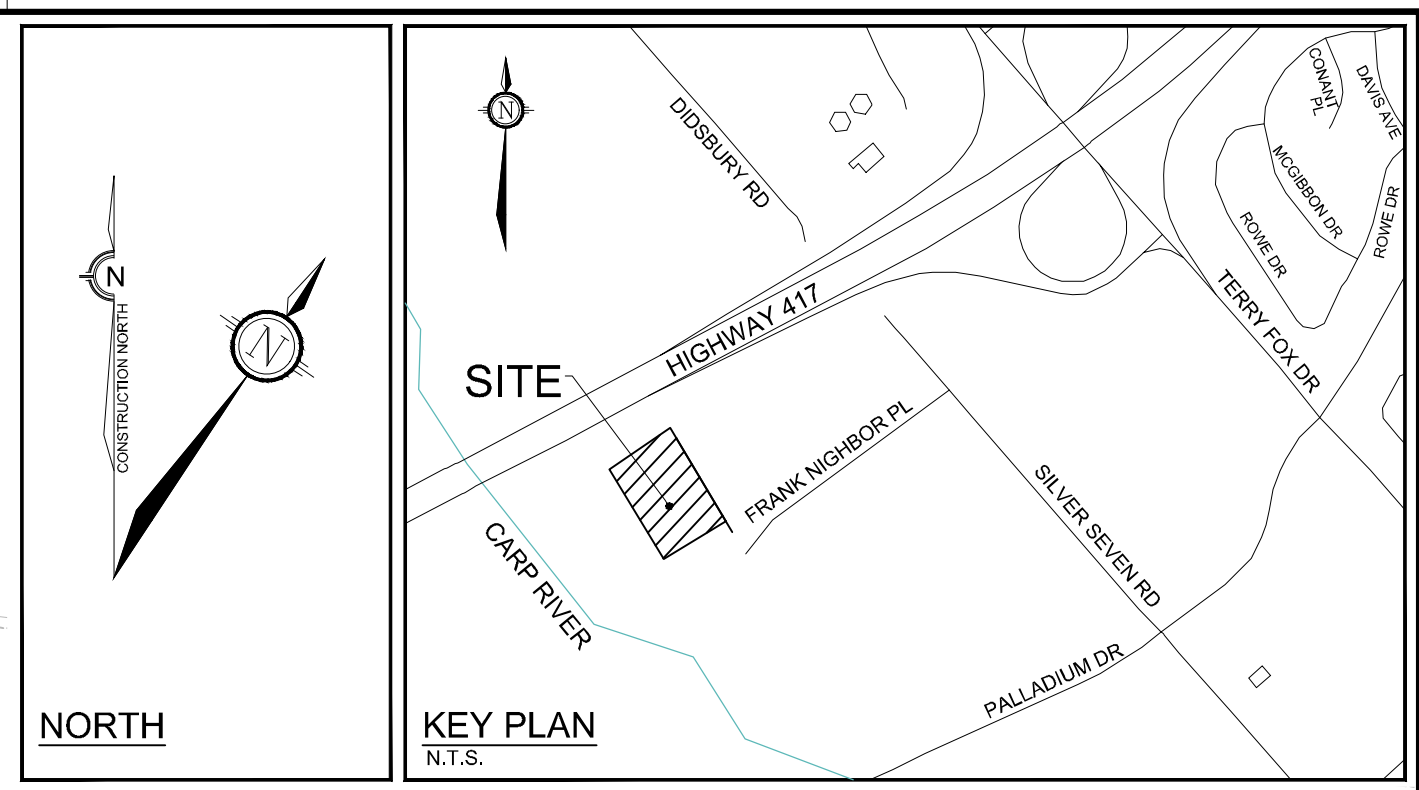 N
CONSTRUCTION NORTH
N
NORTH
N
DIDSBURY RD
CONANT
PL
DAVIS AVE
MCGIBBON DR
ROWE DR
ROWE DR
HIGHWAY 417
TERRY FOX DR
SITE
FRANK NIGHBOR PL
SILVER SEVEN RD
CARP RIVER
PALLADIUM DR
KEY PLAN
N.T.S.